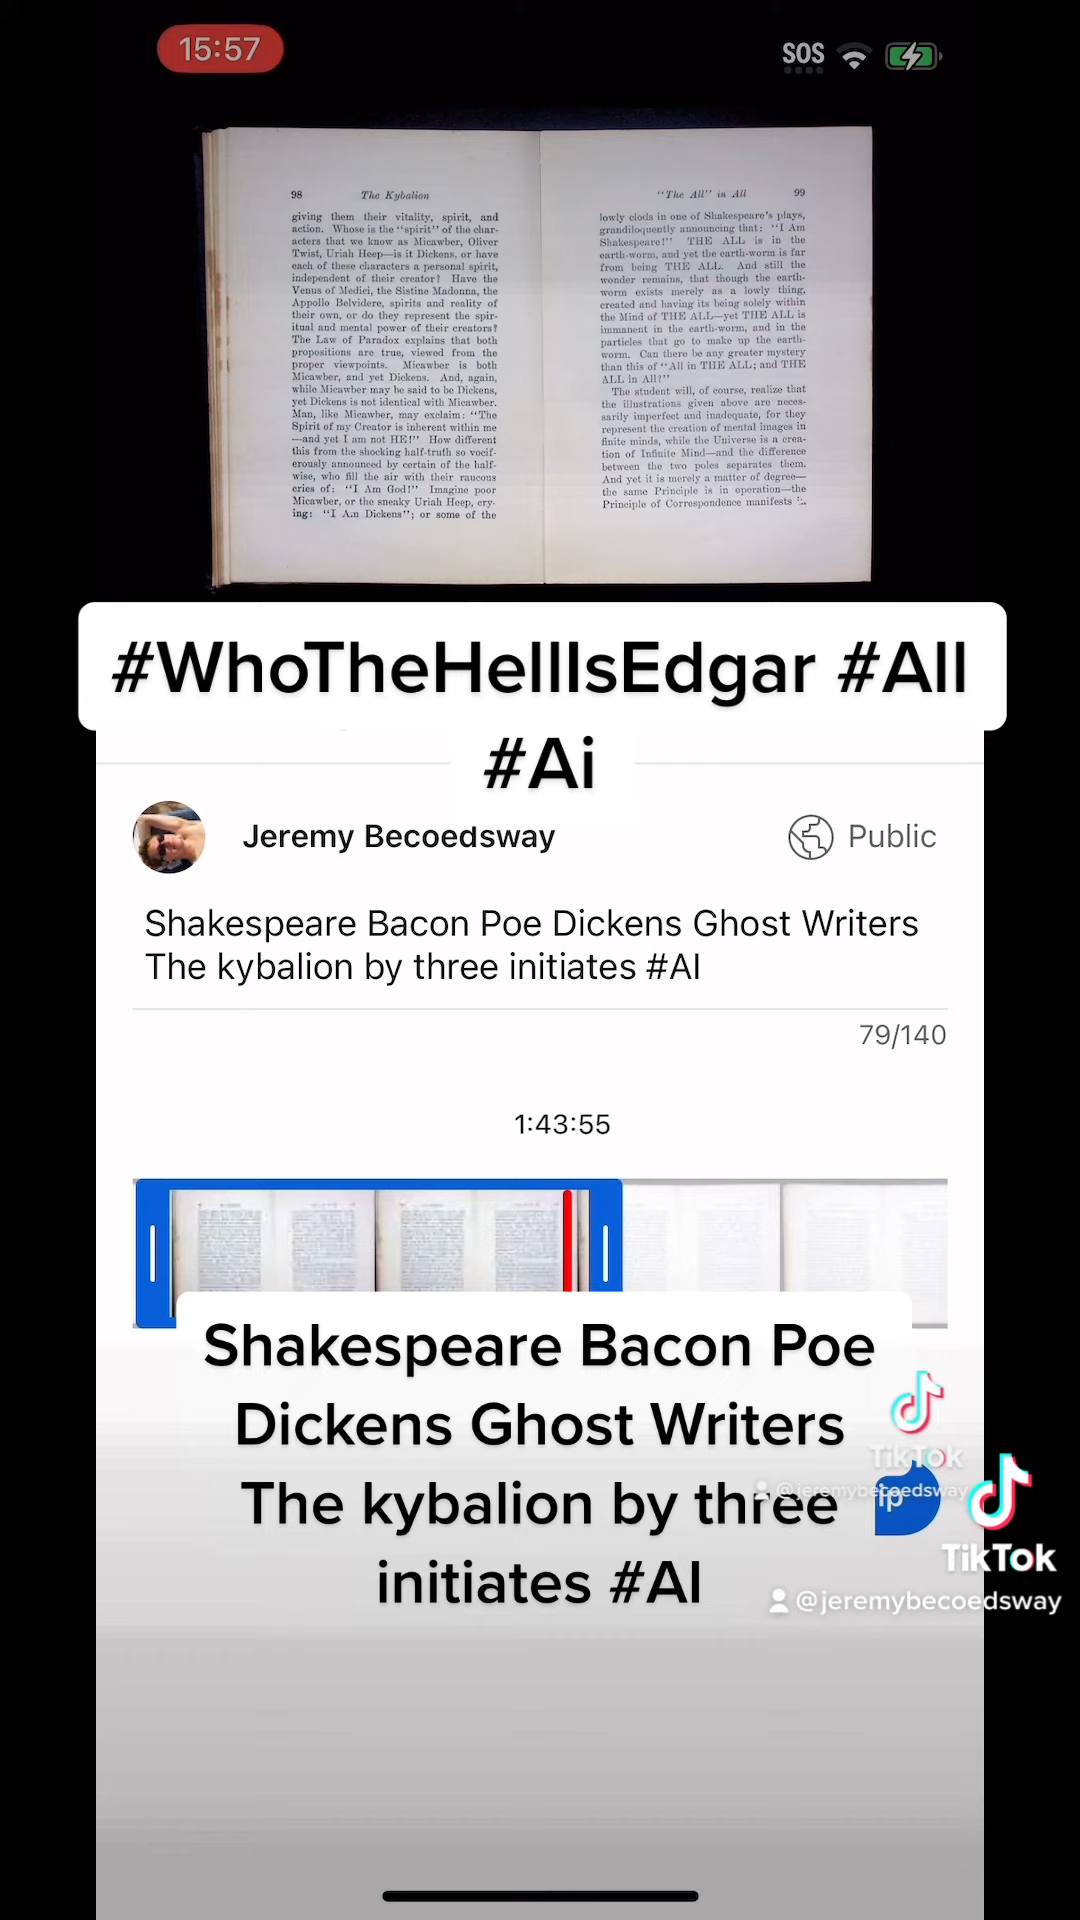 15:57
SOS
98 The Kybalion
giving them their vitality, spirit, and
action. Whose is the "spirit" of the char-
acters that we know as Micawber, Oliver
Twist, Uriah Heep—is it Dickens, or have
each of these characters a personal spirit,
independent of their creator? Have the
Venus of Medici, the Sistine Madonna, the
Appollo Belvidere, spirits and reality of
their own, or do they represent the spir-
itual and mental power of their creators?
The Law of Paradox explains that both
propositions are true, viewed from the
proper viewpoints. Micawber is both
Micawber, and yet Dickens. And, again,
while Micawber may be said to be Dickens,
yet Dickens is not identical with Micawber.
Man, like Micawber, may exclaim: "The
Spirit of my Creator is inherent within me
—and yet I am not HE!" How different
this from the shocking half-truth so vocif-
erously announced by certain of the half-
wise, who fill the air with their raucous
cries of: "I Am God!" Imagine poor
Micawber, or the sneaky Uriah Heep, cry-
ing: "I Am Dickens"; or some of the
"The All" in All 99
lowly clods in one of Shakespeare's plays,
grandiloquently announcing that: "I Am
Shakespeare!" THE ALL is in the
earth-worm, and yet the earth-worm is far
from being THE ALL. And still the
wonder remains, that though the earth-
worm exists merely as a lowly thing,
created and having its being solely within
the Mind of THE ALL—yet THE ALL is
immanent in the earth-worm, and in the
particles that go to make up the earth-
worm. Can there be any greater mystery
than this of "All in THE ALL; and THE
ALL in All?"
The student will, of course, realize that
the illustrations given above are neces-
sarily imperfect and inadequate, for they
represent the creation of mental images in
finite minds, while the Universe is a crea-
tion of Infinite Mind—and the difference
between the two poles separates them.
And yet it is merely a matter of degree—
the same Principle is in operation—the
Principle of Correspondence manifests
#WhoTheHellIsEdgar #All
#Ai
Jeremy Becoedsway
Public
Shakespeare Bacon Poe Dickens Ghost Writers
The kybalion by three initiates #AI
79/140
1:43:55
Shakespeare Bacon Poe
Dickens Ghost Writers
The kybalion by three
initiates #AI
TikTok
@jeremybecoedsway
ip
TikTok
@jeremybecoedsway